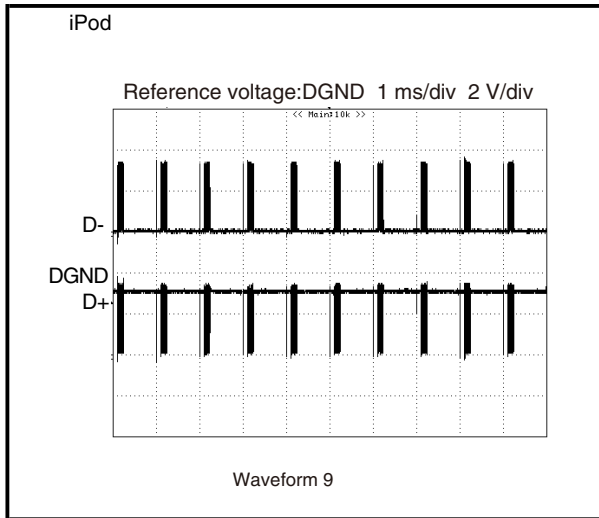 iPod
Reference voltage:DGND 1 ms/div 2 V/div
<< Main:10k >>
D-
DGND
D+
Waveform 9